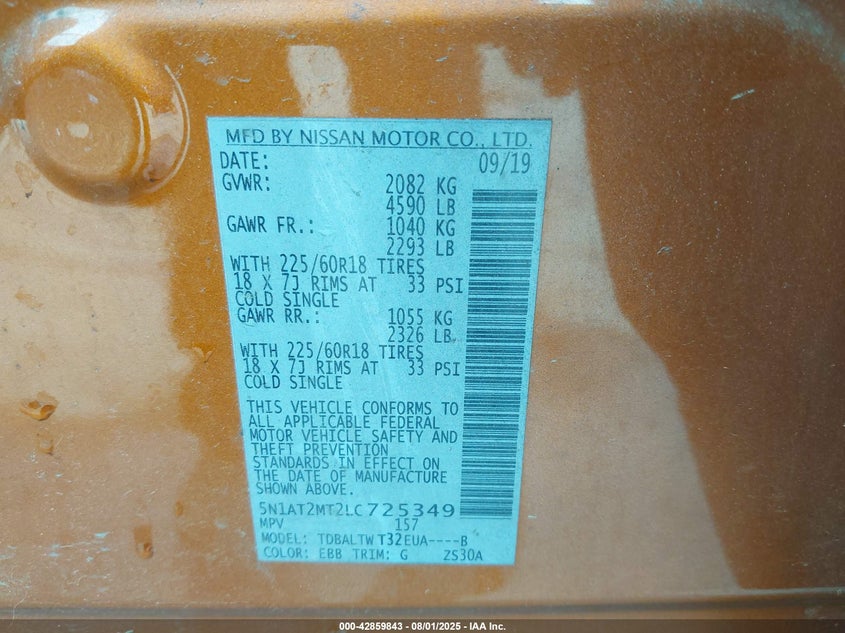 MFD BY NISSAN MOTOR CO., LTD.
DATE: 09/19
GVWR: 2082 KG
4590 LB
GAWR FR.: 1040 KG
2293 LB
WITH 225/60R18 TIRES
18 X 7J RIMS AT 33 PSI
COLD SINGLE
GAWR RR.: 1055 KG
2326 LB
WITH 225/60R18 TIRES
18 X 7J RIMS AT 33 PSI
COLD SINGLE
THIS VEHICLE CONFORMS TO
ALL APPLICABLE FEDERAL
MOTOR VEHICLE SAFETY AND
THEFT PREVENTION
STANDARDS IN EFFECT ON
THE DATE OF MANUFACTURE
SHOWN ABOVE.
5N1AT2MT2LC725349
MPV 157
MODEL: TDBALTW T32EUA----B
COLOR: EBB TRIM: G ZS30A
000-42859843 - 08/01/2025 - IAA Inc.